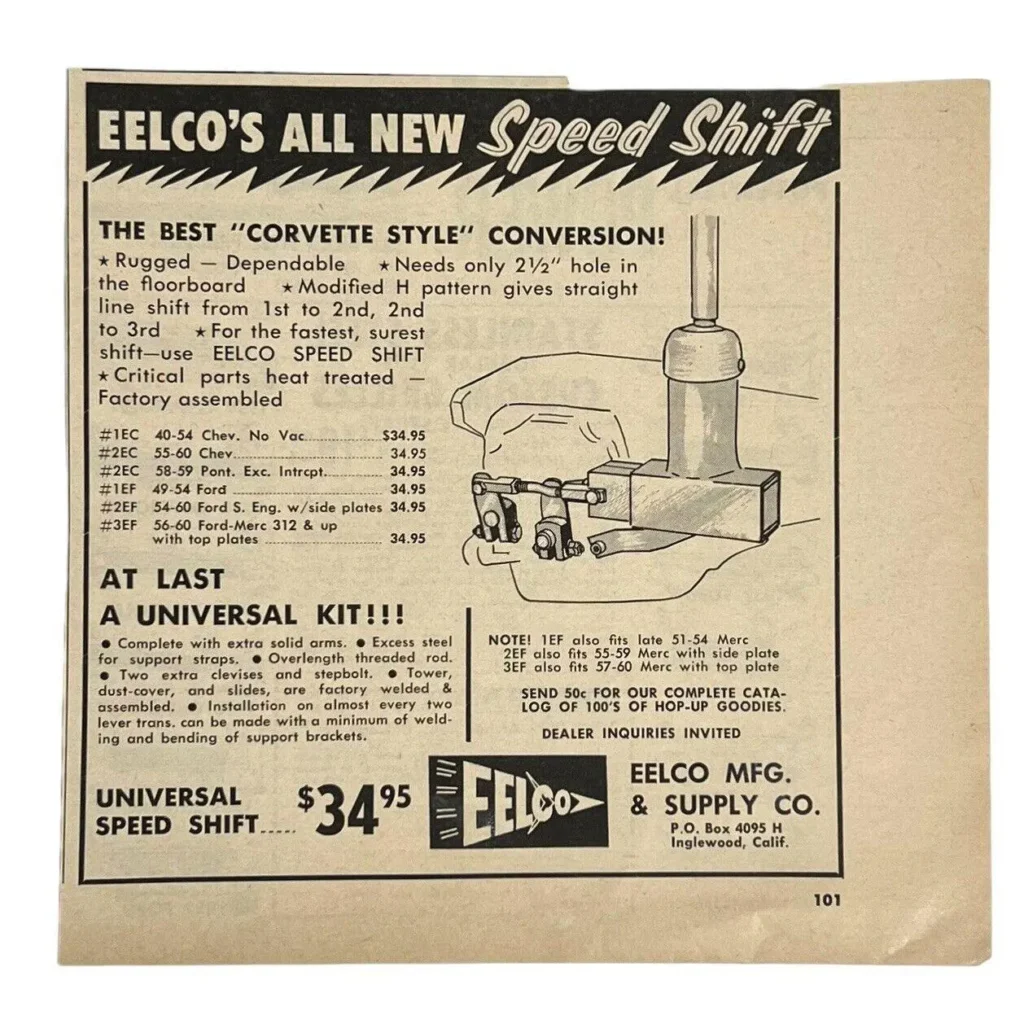 EELCO'S ALL NEW Speed Shift
THE BEST "CORVETTE STYLE" CONVERSION!
★ Rugged — Dependable ★ Needs only 2½" hole in
the floorboard ★ Modified H pattern gives straight
line shift from 1st to 2nd, 2nd
to 3rd ★ For the fastest, surest
shift—use EELCO SPEED SHIFT
★ Critical parts heat treated —
Factory assembled
#1EC 40-54 Chev. No Vac. $34.95
#2EC 55-60 Chev. 34.95
#2EC 58-59 Pont. Exc. Intrcpt. 34.95
#1EF 49-54 Ford 34.95
#2EF 54-60 Ford S. Eng. w/side plates 34.95
#3EF 56-60 Ford-Merc 312 & up
with top plates 34.95
AT LAST
A UNIVERSAL KIT!!!
● Complete with extra solid arms. ● Excess steel
for support straps. ● Overlength threaded rod.
● Two extra clevises and stepbolt. ● Tower,
dust-cover, and slides, are factory welded &
assembled. ● Installation on almost every two
lever trans. can be made with a minimum of weld-
ing and bending of support brackets.
NOTE! 1EF also fits late 51-54 Merc
2EF also fits 55-59 Merc with side plate
3EF also fits 57-60 Merc with top plate
SEND 50c FOR OUR COMPLETE CATA-
LOG OF 100'S OF HOP-UP GOODIES.
DEALER INQUIRIES INVITED
UNIVERSAL
SPEED SHIFT..... $34.95
EELCO
EELCO MFG.
& SUPPLY CO.
P.O. Box 4095 H
Inglewood, Calif.
101